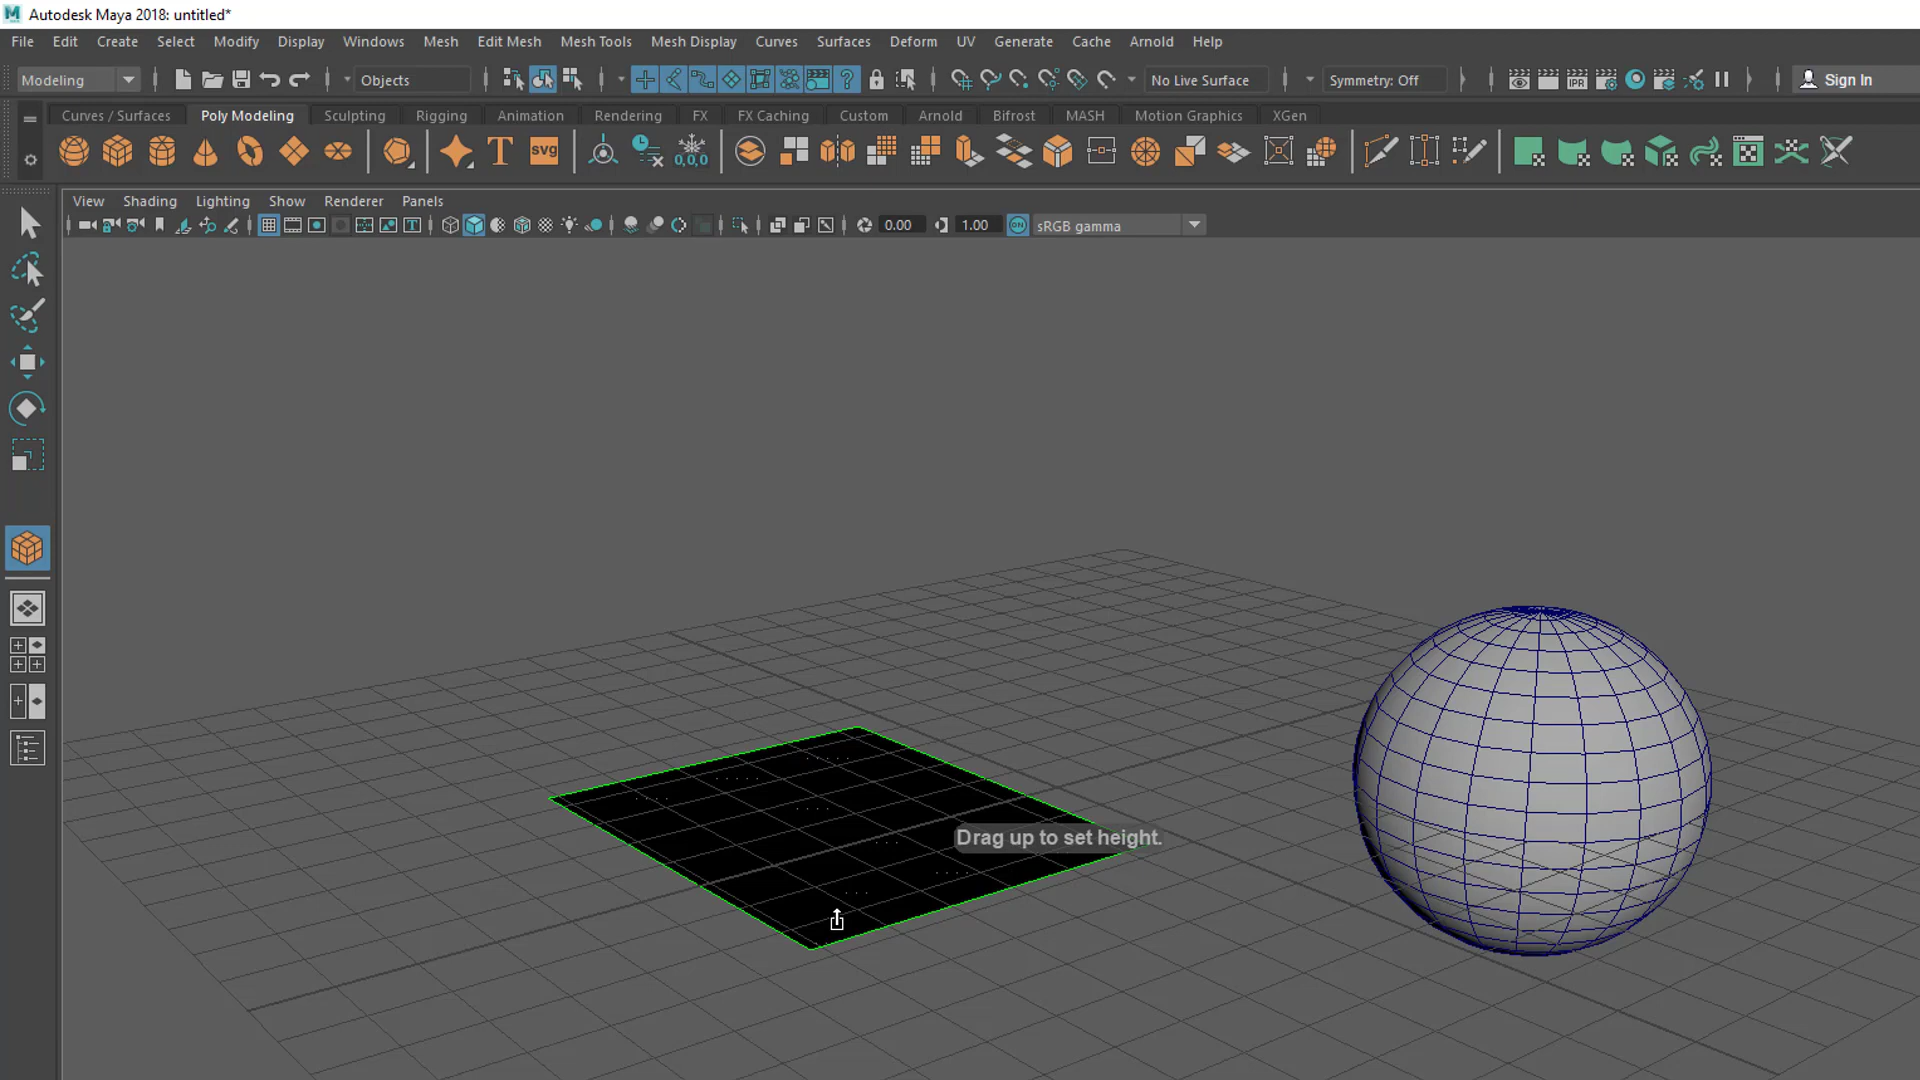 Autodesk Maya 2018: untitled*
File Edit Create Select Modify Display Windows Mesh Edit Mesh Mesh Tools Mesh Display Curves Surfaces Deform UV Generate Cache Arnold Help
Modeling Objects No Live Surface Symmetry: Off Sign In
Curves / Surfaces Poly Modeling Sculpting Rigging Animation Rendering FX FX Caching Custom Arnold Bifrost MASH Motion Graphics XGen
T SVG 0,0,0
View Shading Lighting Show Renderer Panels
0.00 1.00 ON sRGB gamma
Drag up to set height.